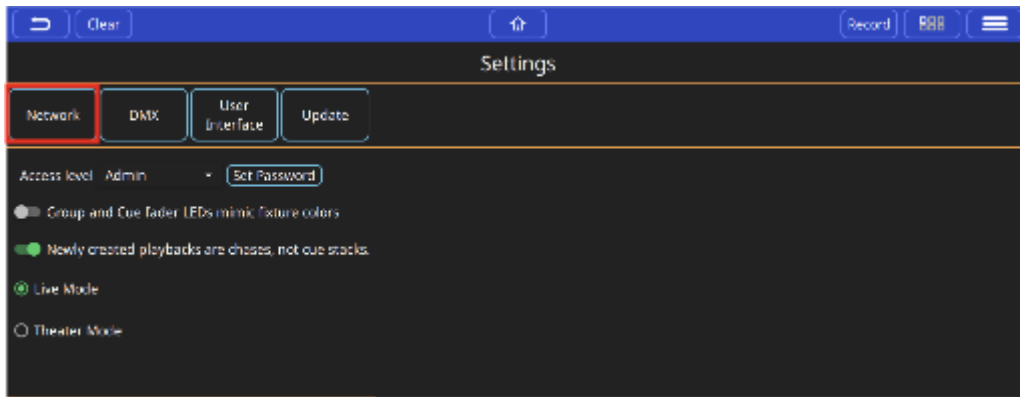 Clear
Record
888
Settings
Network
DMX
User
Interface
Update
Access level Admin Set Password
Group and Cue fader LEDs mimic fixture colors
Newly created playbacks are chases, not cue stacks.
Live Mode
Theater Mode